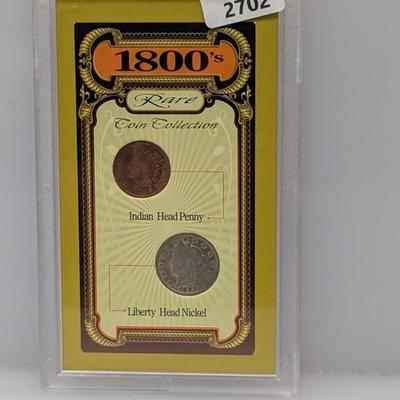 2702
1800's
Rare
Coin Collection
Indian Head Penny
Liberty Head Nickel